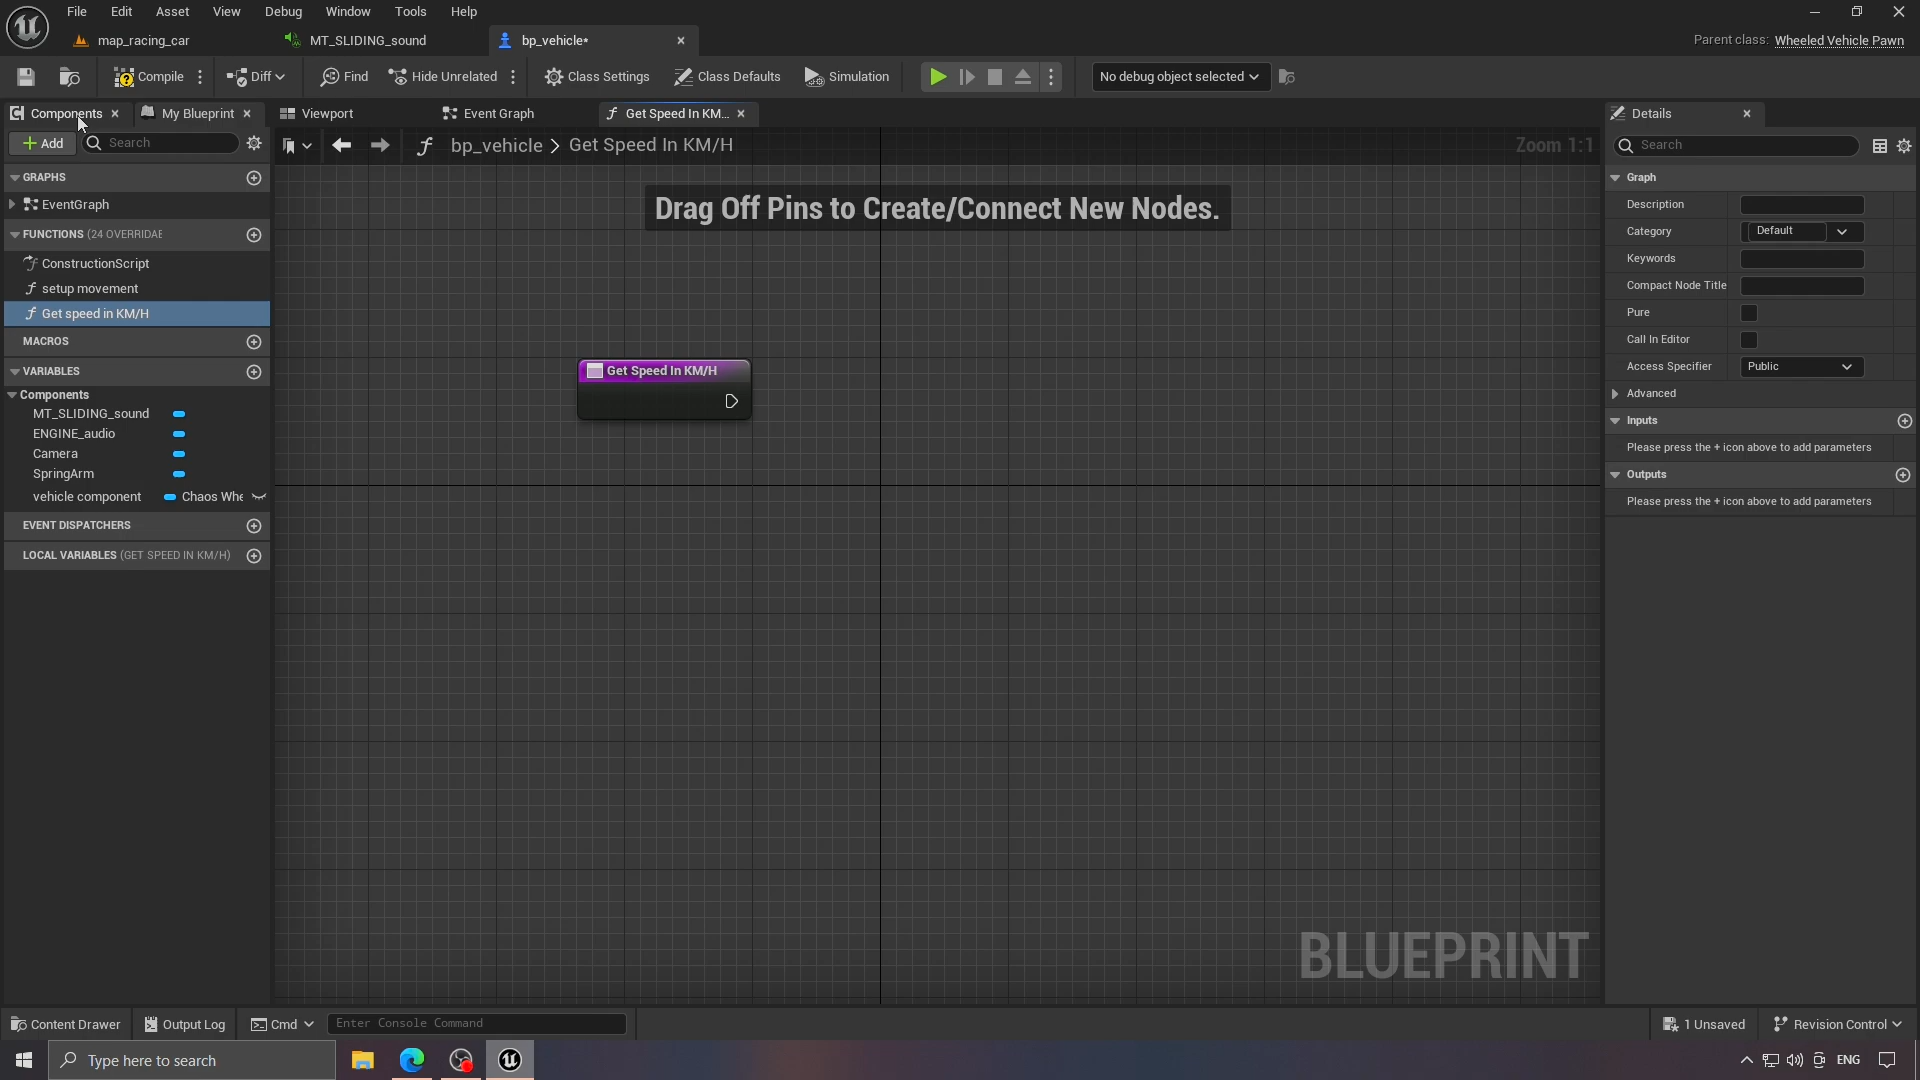 File Edit Asset View Debug Window Tools Help
map_racing_car MT_SLIDING_sound bp_vehicle* Parent class: Wheeled Vehicle Pawn
Compile Diff Find Hide Unrelated Class Settings Class Defaults Simulation No debug object selected
Components My Blueprint Viewport Event Graph Get Speed In KM... Details
Add Search bp_vehicle > Get Speed In KM/H Zoom 1:1 Search
GRAPHS
EventGraph
FUNCTIONS (24 OVERRIDAE
ConstructionScript
setup movement
Get speed in KM/H
MACROS
VARIABLES
Components
MT_SLIDING_sound
ENGINE_audio
Camera
SpringArm
vehicle component Chaos Whe
EVENT DISPATCHERS
LOCAL VARIABLES (GET SPEED IN KM/H)
Drag Off Pins to Create/Connect New Nodes.
Get Speed In KM/H
BLUEPRINT
Graph
Description
Category Default
Keywords
Compact Node Title
Pure
Call In Editor
Access Specifier Public
Advanced
Inputs
Please press the + icon above to add parameters
Outputs
Please press the + icon above to add parameters
Content Drawer Output Log Cmd Enter Console Command 1 Unsaved Revision Control
Type here to search ENG